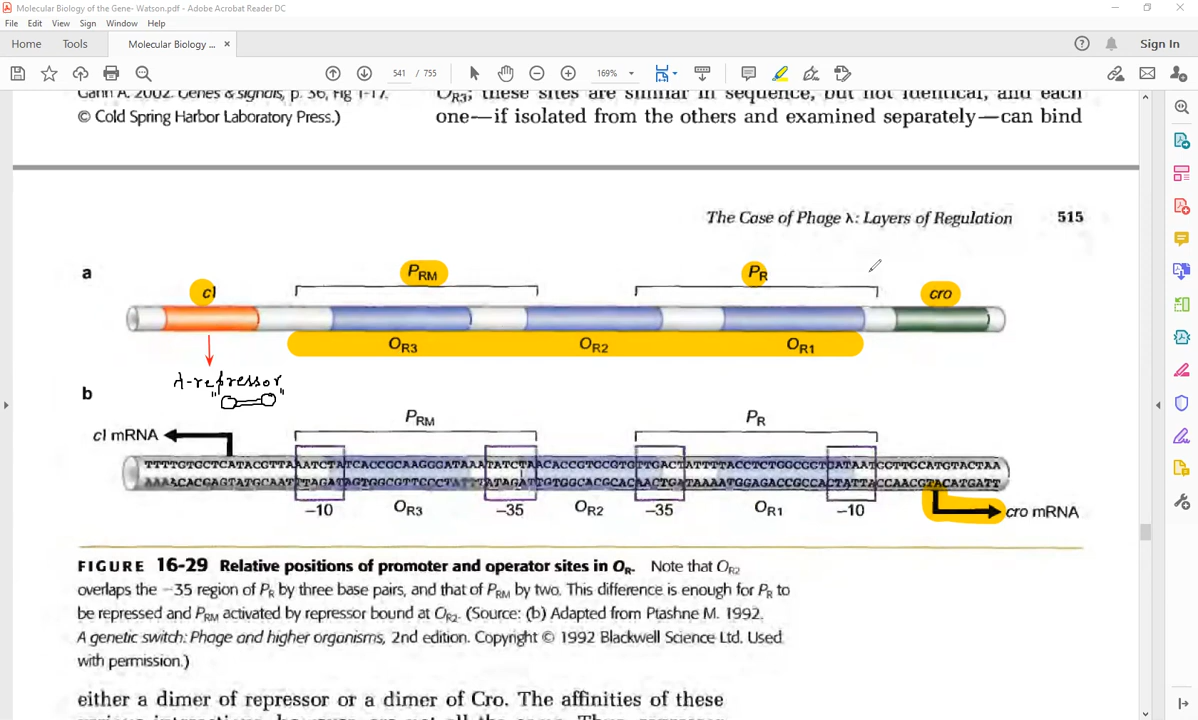 Molecular Biology of the Gene- Watson.pdf - Adobe Acrobat Reader DC
File Edit View Sign Window Help
Home Tools Molecular Biology ... × Sign In
541 / 755 169%
Gann A. 2002. Genes & signals, p. 36, Fig 1-17.
© Cold Spring Harbor Laboratory Press.)
OR3; these sites are similar in sequence, but not identical, and each
one—if isolated from the others and examined separately—can bind
The Case of Phage λ: Layers of Regulation 515
a
cI PRM PR cro
OR3 OR2 OR1
λ-repressor
" "
b
PRM PR
cI mRNA
TTTTGTGCTCATACGTTAAATCTATCACCGCAAGGGATAAATATCTAACACCGTGCGTGTTGACTATTTTACCTCTGGCGGTGATAATGGTTGCATGTACTAA
AAAACACGAGTATGCAATTTAGATAGTGGCGTTCCCTATTTATAGATTGTGGCACGCACAACTGATAAAATGGAGACCGCCACTATTACCAACGTACATGATT
–10 OR3 –35 OR2 –35 OR1 –10
cro mRNA
FIGURE 16-29 Relative positions of promoter and operator sites in OR. Note that OR2
overlaps the –35 region of PR by three base pairs, and that of PRM by two. This difference is enough for PR to
be repressed and PRM activated by repressor bound at OR2. (Source: (b) Adapted from Ptashne M. 1992.
A genetic switch: Phage and higher organisms, 2nd edition. Copyright © 1992 Blackwell Science Ltd. Used
with permission.)
either a dimer of repressor or a dimer of Cro. The affinities of these